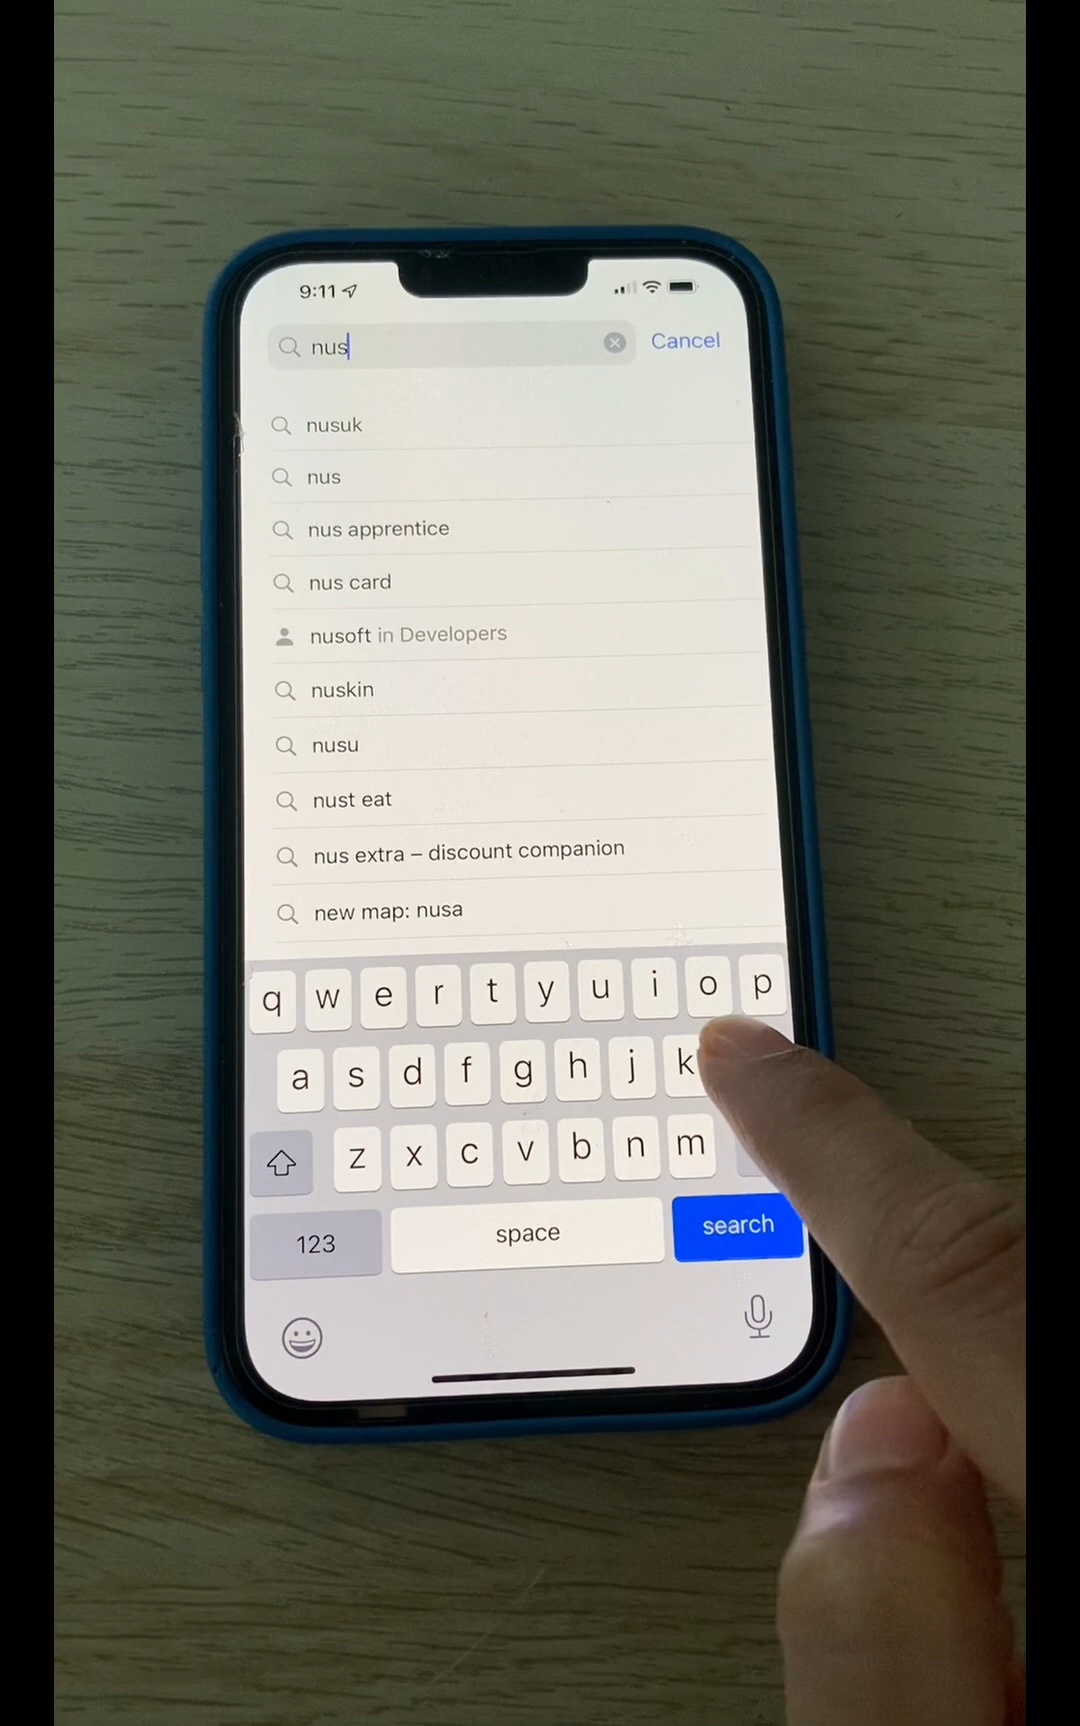 9:11
nus
Cancel
nusuk
nus
nus apprentice
nus card
nusoft in Developers
nuskin
nusu
nust eat
nus extra – discount companion
new map: nusa
q w e r t y u i o p
a s d f g h j k
z x c v b n m
123 space search